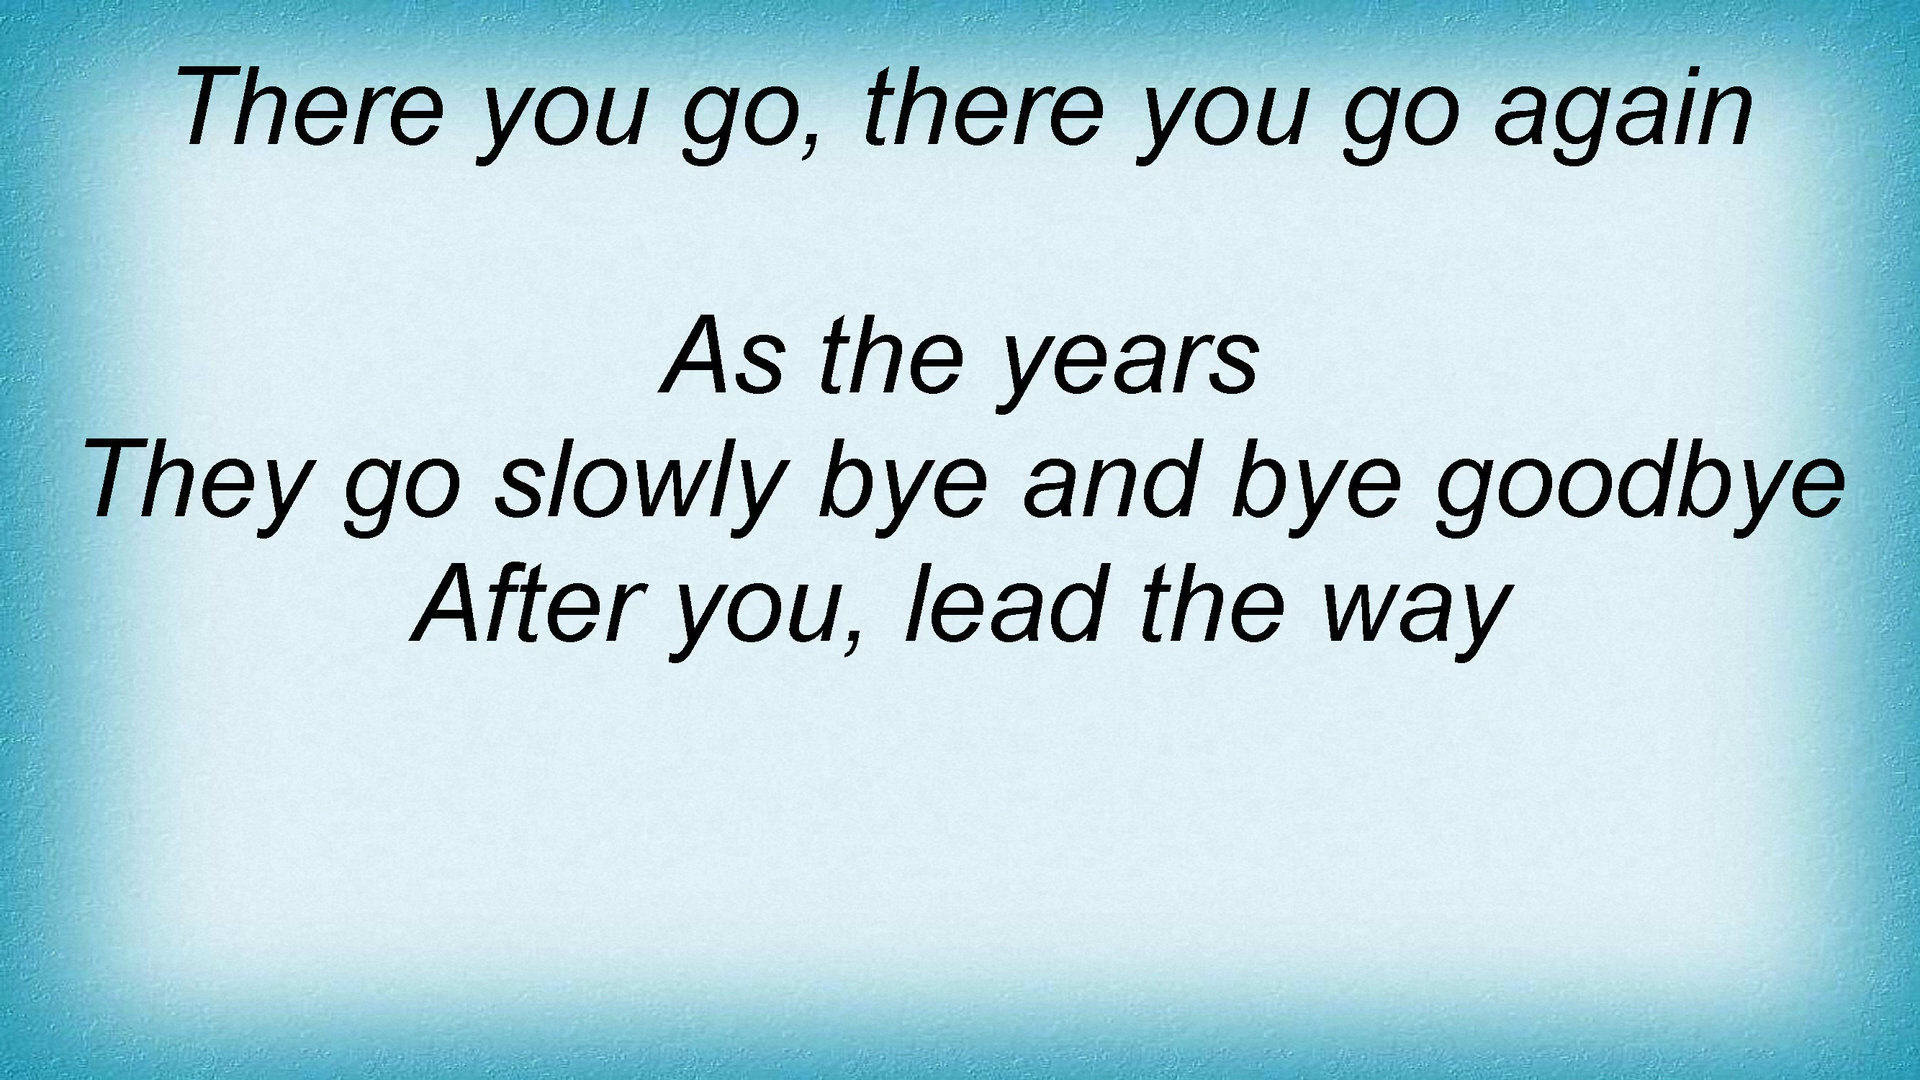 There you go, there you go again
As the years
They go slowly bye and bye goodbye
After you, lead the way